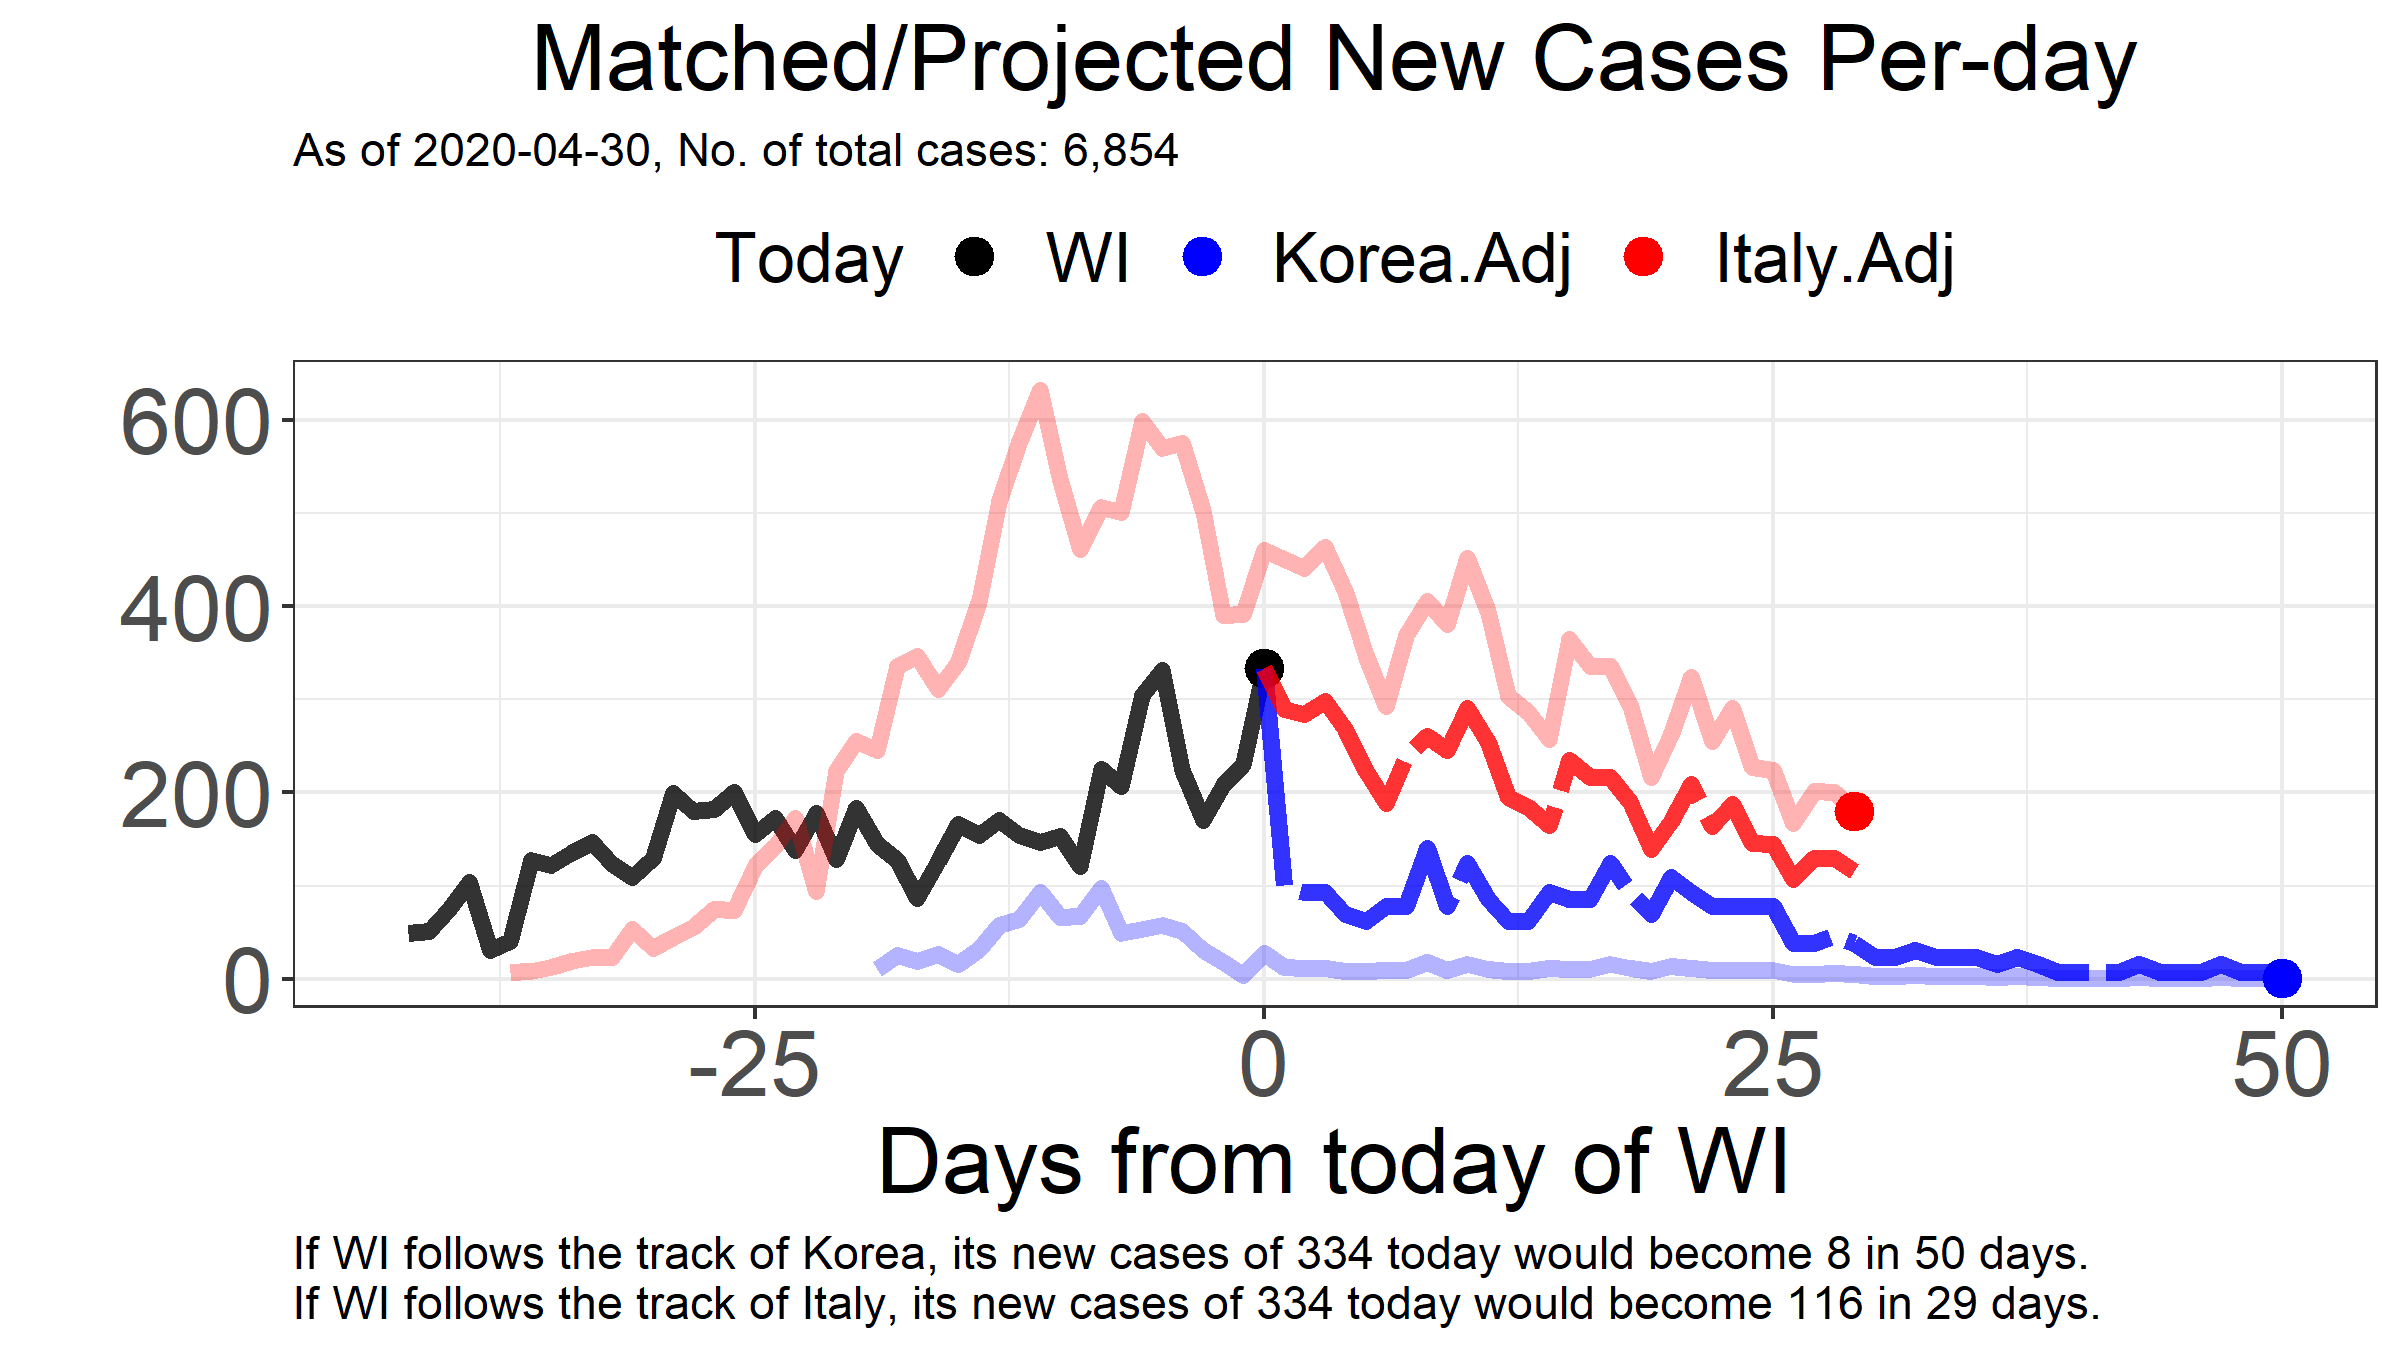 Matched/Projected New Cases Per-day
As of 2020-04-30, No. of total cases: 6,854
Today WI Korea.Adj Italy.Adj
600
400
200
0
-25 0 25 50
Days from today of WI
If WI follows the track of Korea, its new cases of 334 today would become 8 in 50 days.
If WI follows the track of Italy, its new cases of 334 today would become 116 in 29 days.